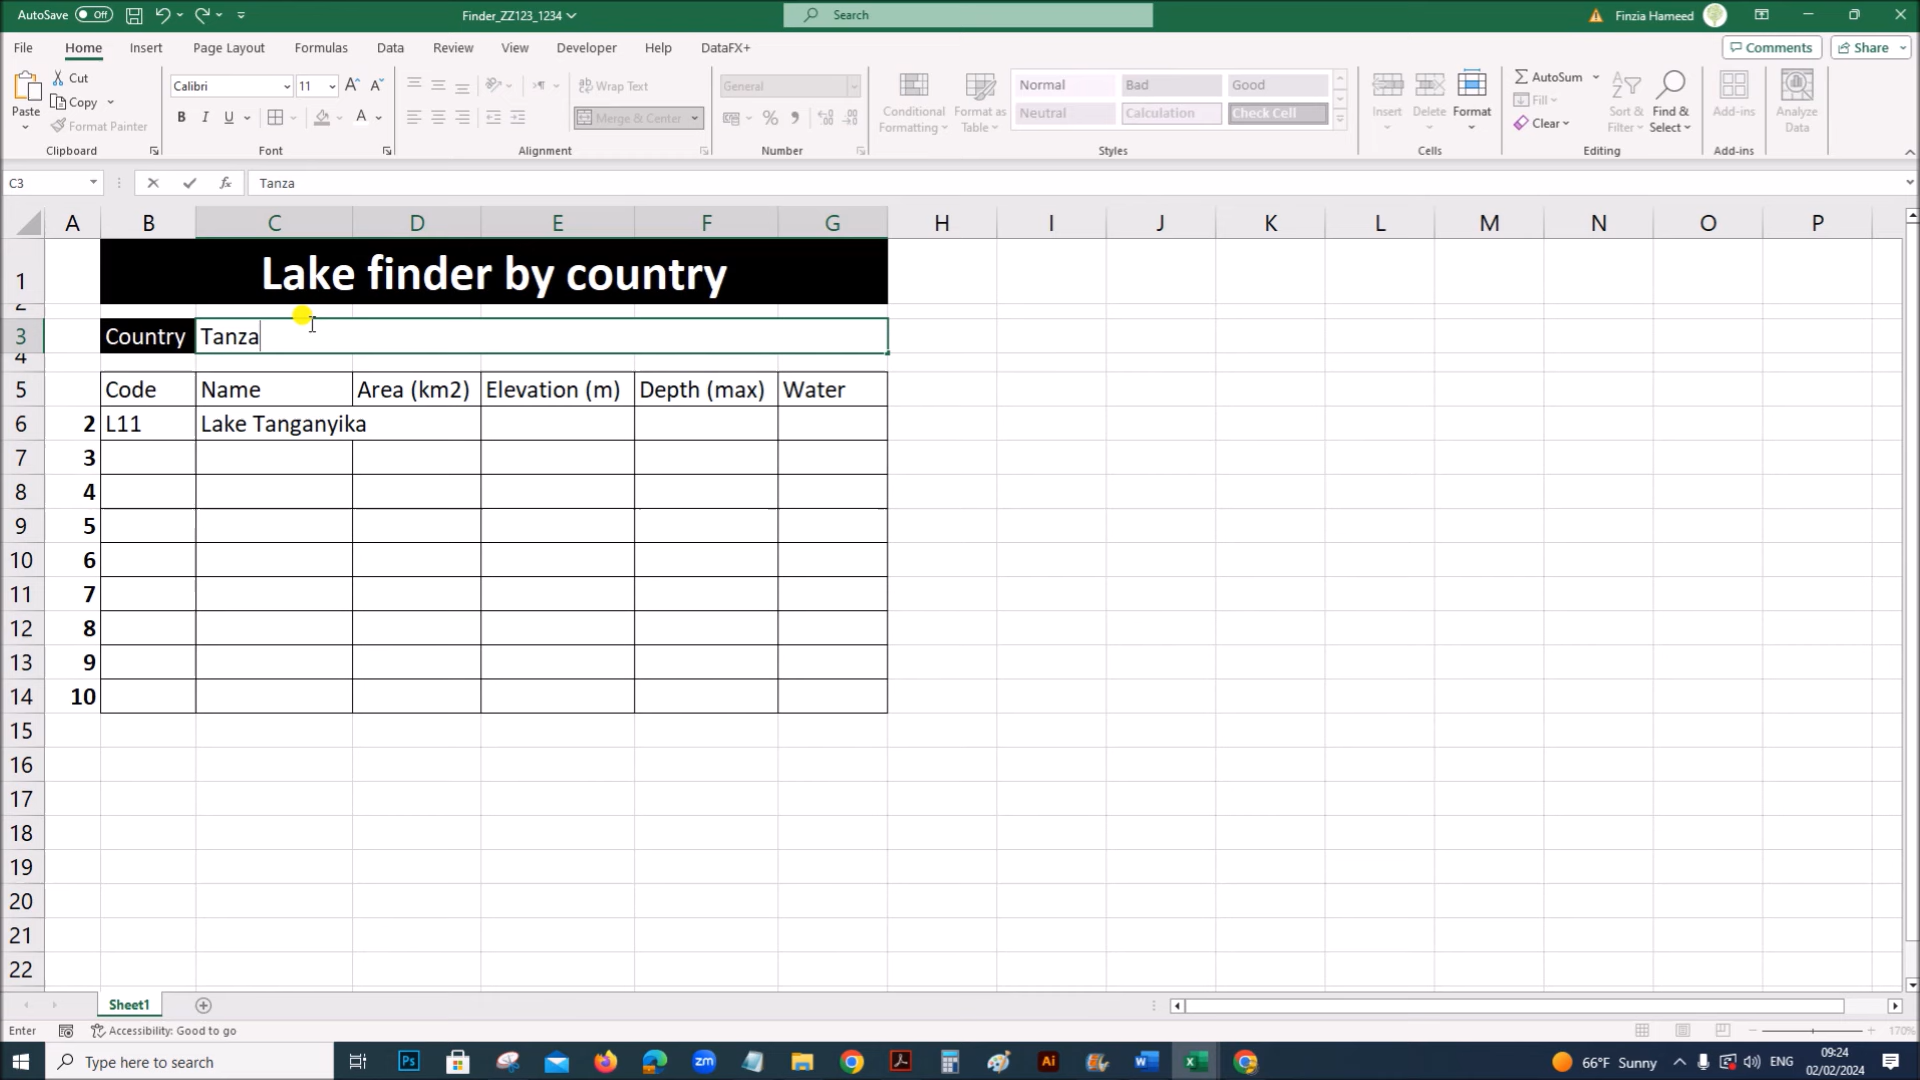 AutoSave Off Finder_ZZ123_1234 Search Finzia Hameed
File Home Insert Page Layout Formulas Data Review View Developer Help DataFX+ Comments Share
Paste Cut Copy Format Painter Clipboard
Calibri 11 B I U A Font
Wrap Text Merge & Center Alignment
General % Number
Conditional Formatting Format as Table Normal Bad Good Neutral Calculation Check Cell Styles
Insert Delete Format Cells
AutoSum Fill Clear Sort & Filter Find & Select Editing
Add-ins Add-ins
Analyze Data
C3 fx Tanza
A B C D E F G H I J K L M N O P
1 Lake finder by country
2
3 Country Tanza
4
5 Code Name Area (km2) Elevation (m) Depth (max) Water
6 2 L11 Lake Tanganyika
7 3
8 4
9 5
10 6
11 7
12 8
13 9
14 10
15
16
17
18
19
20
21
22
Sheet1
Enter Accessibility: Good to go 170%
Type here to search Ps zm Ai 66°F Sunny ENG 09:24
02/02/2024